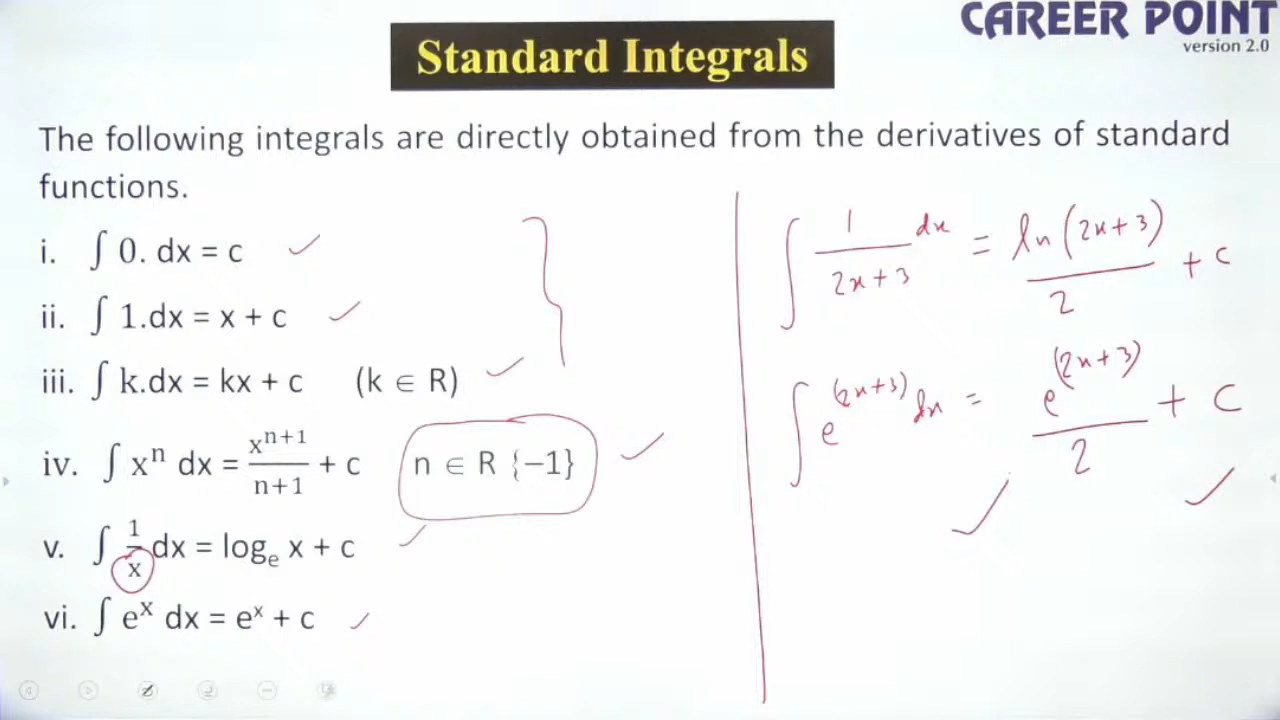 CAREER POINT
version 2.0
Standard Integrals
The following integrals are directly obtained from the derivatives of standard
functions.
i. ∫ 0. dx = c
ii. ∫ 1.dx = x + c
iii. ∫ k.dx = kx + c (k ∈ R)
iv. ∫ xⁿ dx = xⁿ⁺¹/n+1 + c n ∈ R {−1}
v. ∫ 1/x dx = logₑ x + c
vi. ∫ eˣ dx = eˣ + c
∫ 1/2x+3 dx = ln(2x+3)/2 + c
∫ e^(2x+3) dx = e^(2x+3)/2 + c